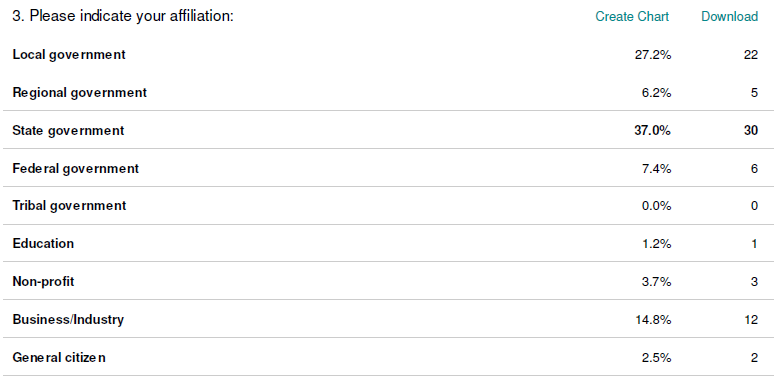 3. Please indicate your affiliation: Create Chart Download
Local government 27.2% 22
Regional government 6.2% 5
State government 37.0% 30
Federal government 7.4% 6
Tribal government 0.0% 0
Education 1.2% 1
Non-profit 3.7% 3
Business/Industry 14.8% 12
General citizen 2.5% 2